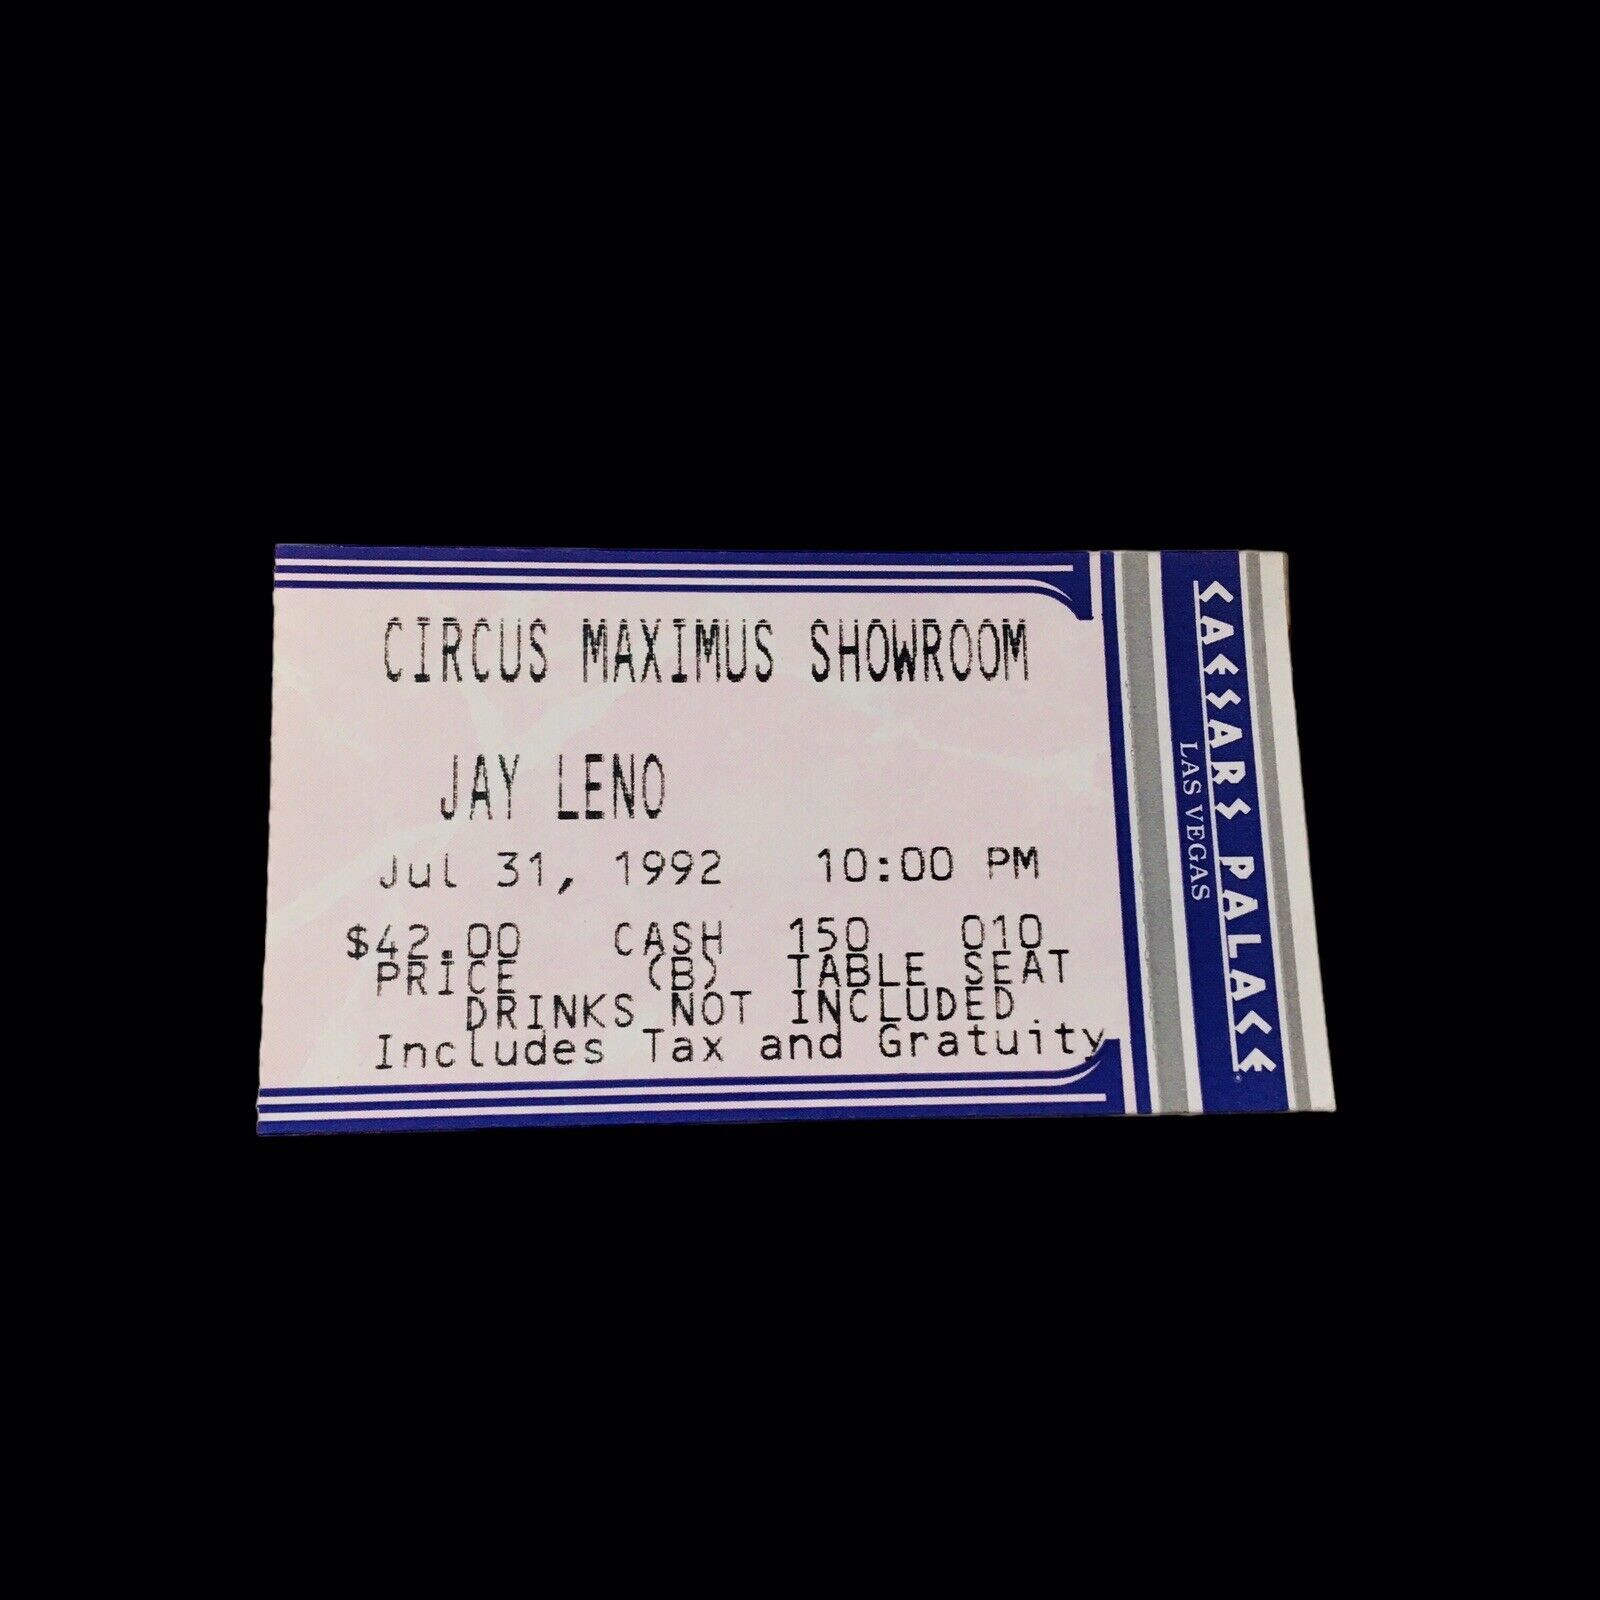 CIRCUS MAXIMUS SHOWROOM
JAY LENO
Jul 31, 1992 10:00 PM
$42.00 CASH 150 010
PRICE (B) TABLE SEAT
DRINKS NOT INCLUDED
Includes Tax and Gratuity
CAESARS PALACE
LAS VEGAS